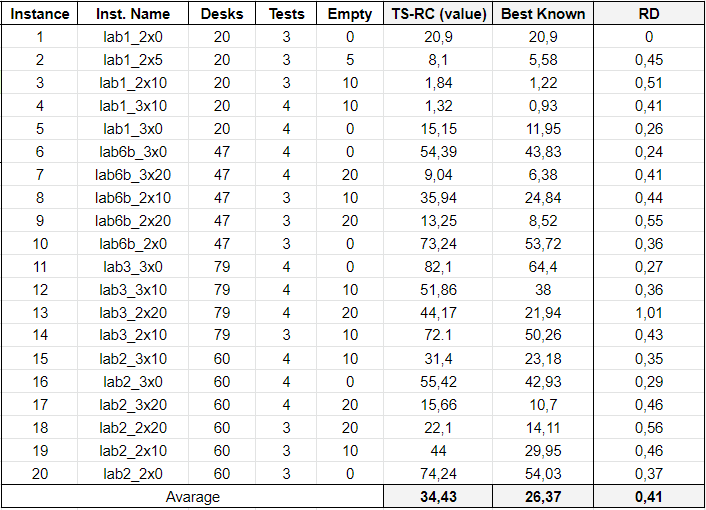 Instance Inst. Name Desks Tests Empty TS-RC (value) Best Known RD
1 lab1_2x0 20 3 0 20,9 20,9 0
2 lab1_2x5 20 3 5 8,1 5,58 0,45
3 lab1_2x10 20 3 10 1,84 1,22 0,51
4 lab1_3x10 20 4 10 1,32 0,93 0,41
5 lab1_3x0 20 4 0 15,15 11,95 0,26
6 lab6b_3x0 47 4 0 54,39 43,83 0,24
7 lab6b_3x20 47 4 20 9,04 6,38 0,41
8 lab6b_2x10 47 3 10 35,94 24,84 0,44
9 lab6b_2x20 47 3 20 13,25 8,52 0,55
10 lab6b_2x0 47 3 0 73,24 53,72 0,36
11 lab3_3x0 79 4 0 82,1 64,4 0,27
12 lab3_3x10 79 4 10 51,86 38 0,36
13 lab3_2x20 79 4 20 44,17 21,94 1,01
14 lab3_2x10 79 3 10 72.1 50,26 0,43
15 lab2_3x10 60 4 10 31,4 23,18 0,35
16 lab2_3x0 60 4 0 55,42 42,93 0,29
17 lab2_3x20 60 4 20 15,66 10,7 0,46
18 lab2_2x20 60 3 20 22,1 14,11 0,56
19 lab2_2x10 60 3 10 44 29,95 0,46
20 lab2_2x0 60 3 0 74,24 54,03 0,37
Avarage 34,43 26,37 0,41